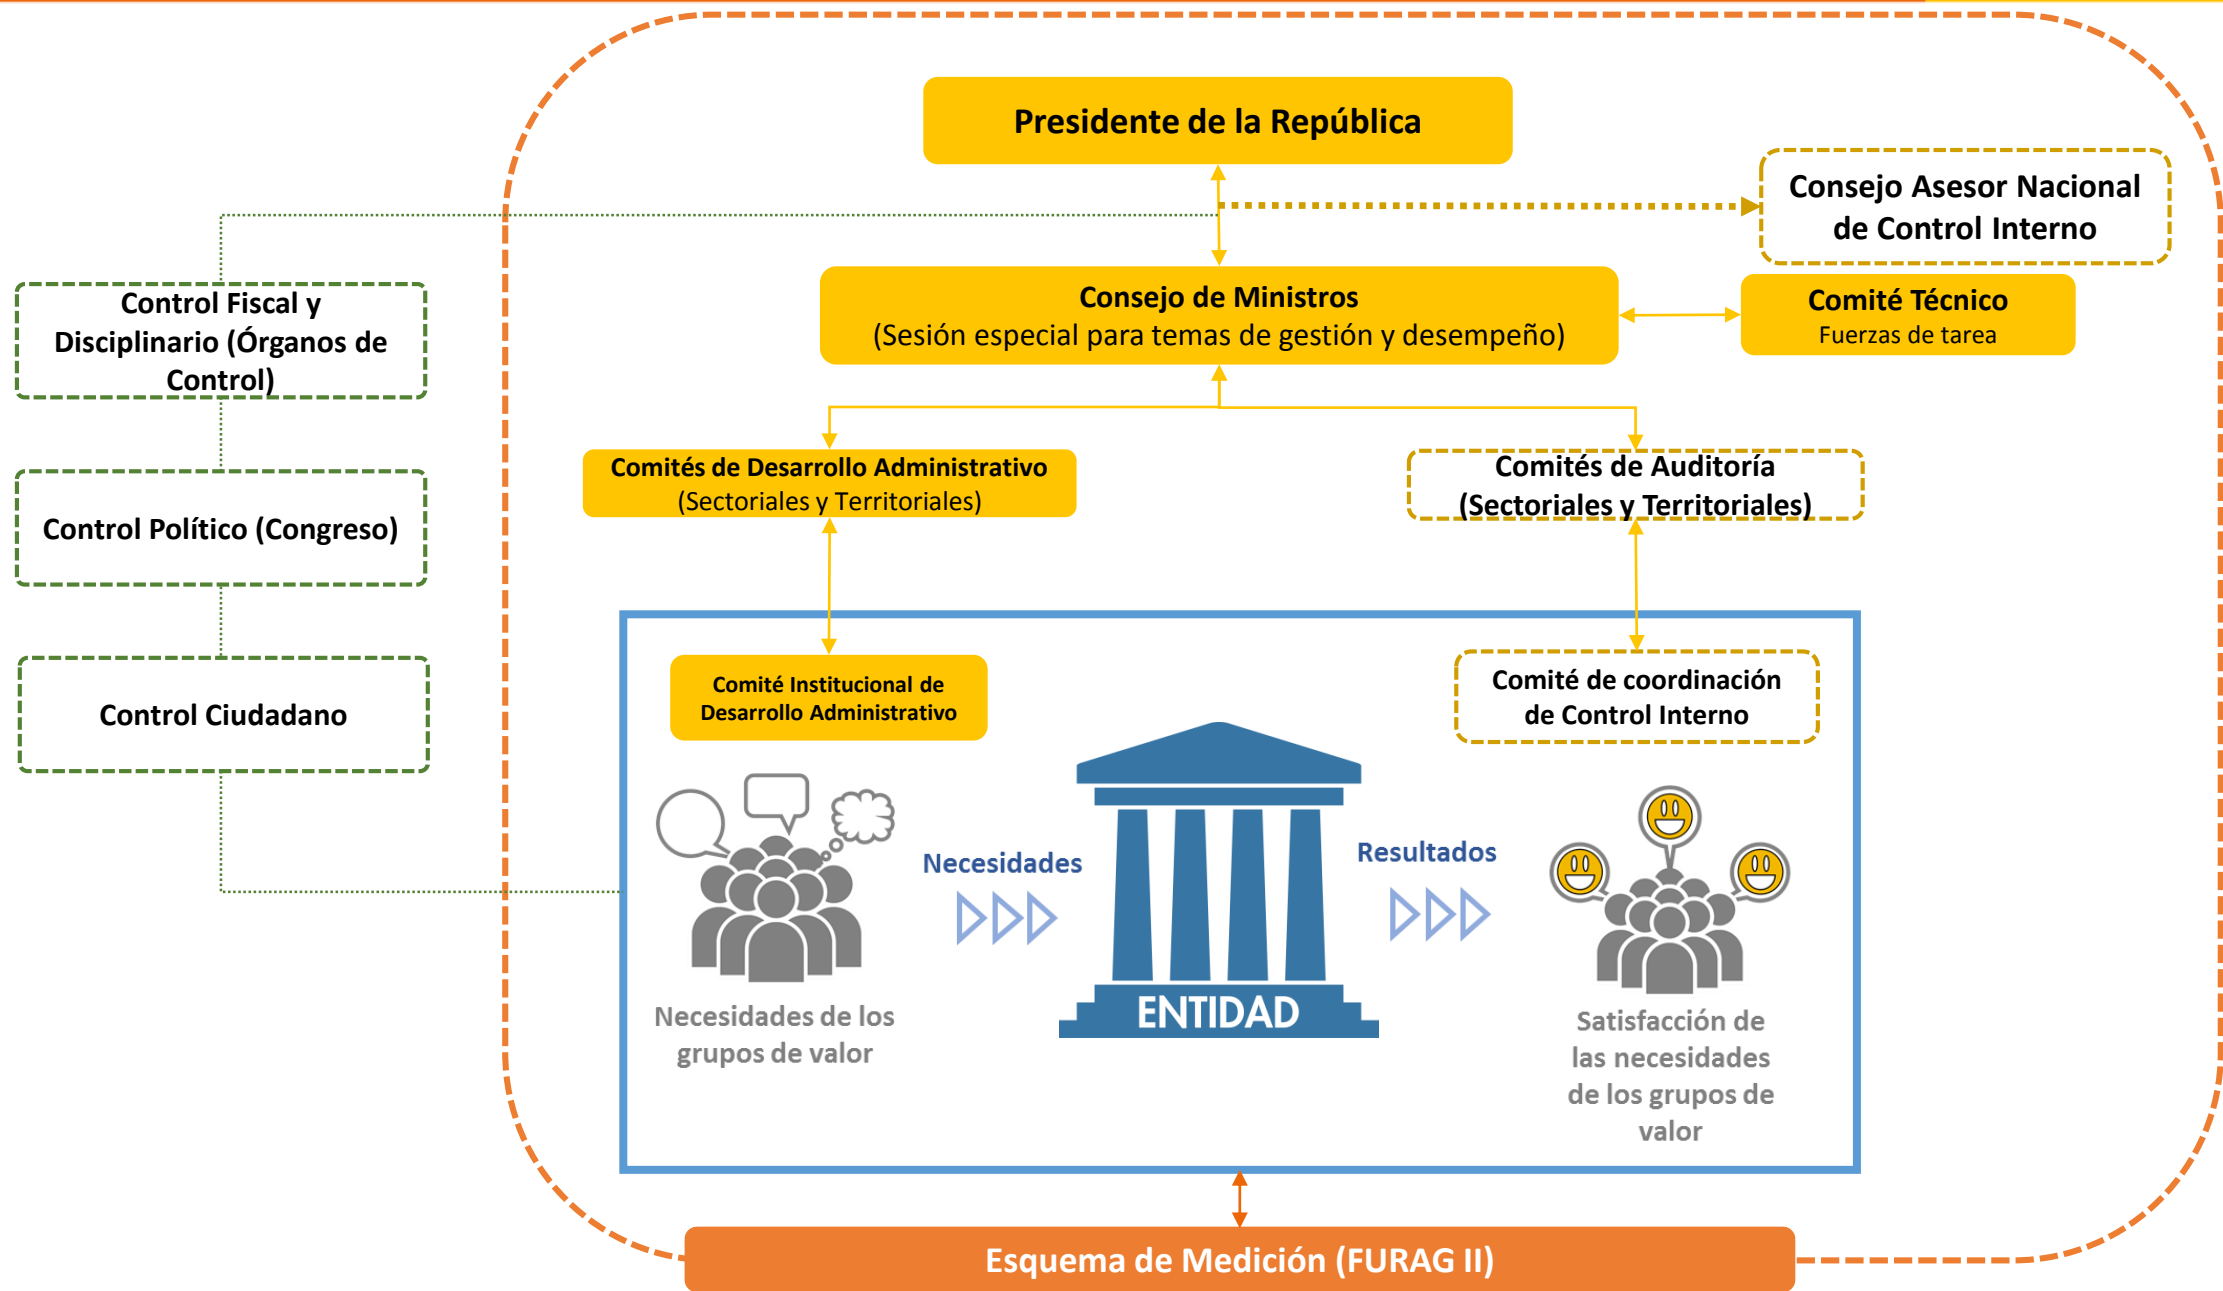 Presidente de la República
Consejo Asesor Nacional
de Control Interno
Control Fiscal y
Disciplinario (Órganos de
Control)
Consejo de Ministros
(Sesión especial para temas de gestión y desempeño)
Comité Técnico
Fuerzas de tarea
Comités de Desarrollo Administrativo
(Sectoriales y Territoriales)
Comités de Auditoría
(Sectoriales y Territoriales)
Control Político (Congreso)
Control Ciudadano
Comité Institucional de
Desarrollo Administrativo
Comité de coordinación
de Control Interno
Necesidades
Resultados
ENTIDAD
Necesidades de los
grupos de valor
Satisfacción de
las necesidades
de los grupos de
valor
Esquema de Medición (FURAG II)